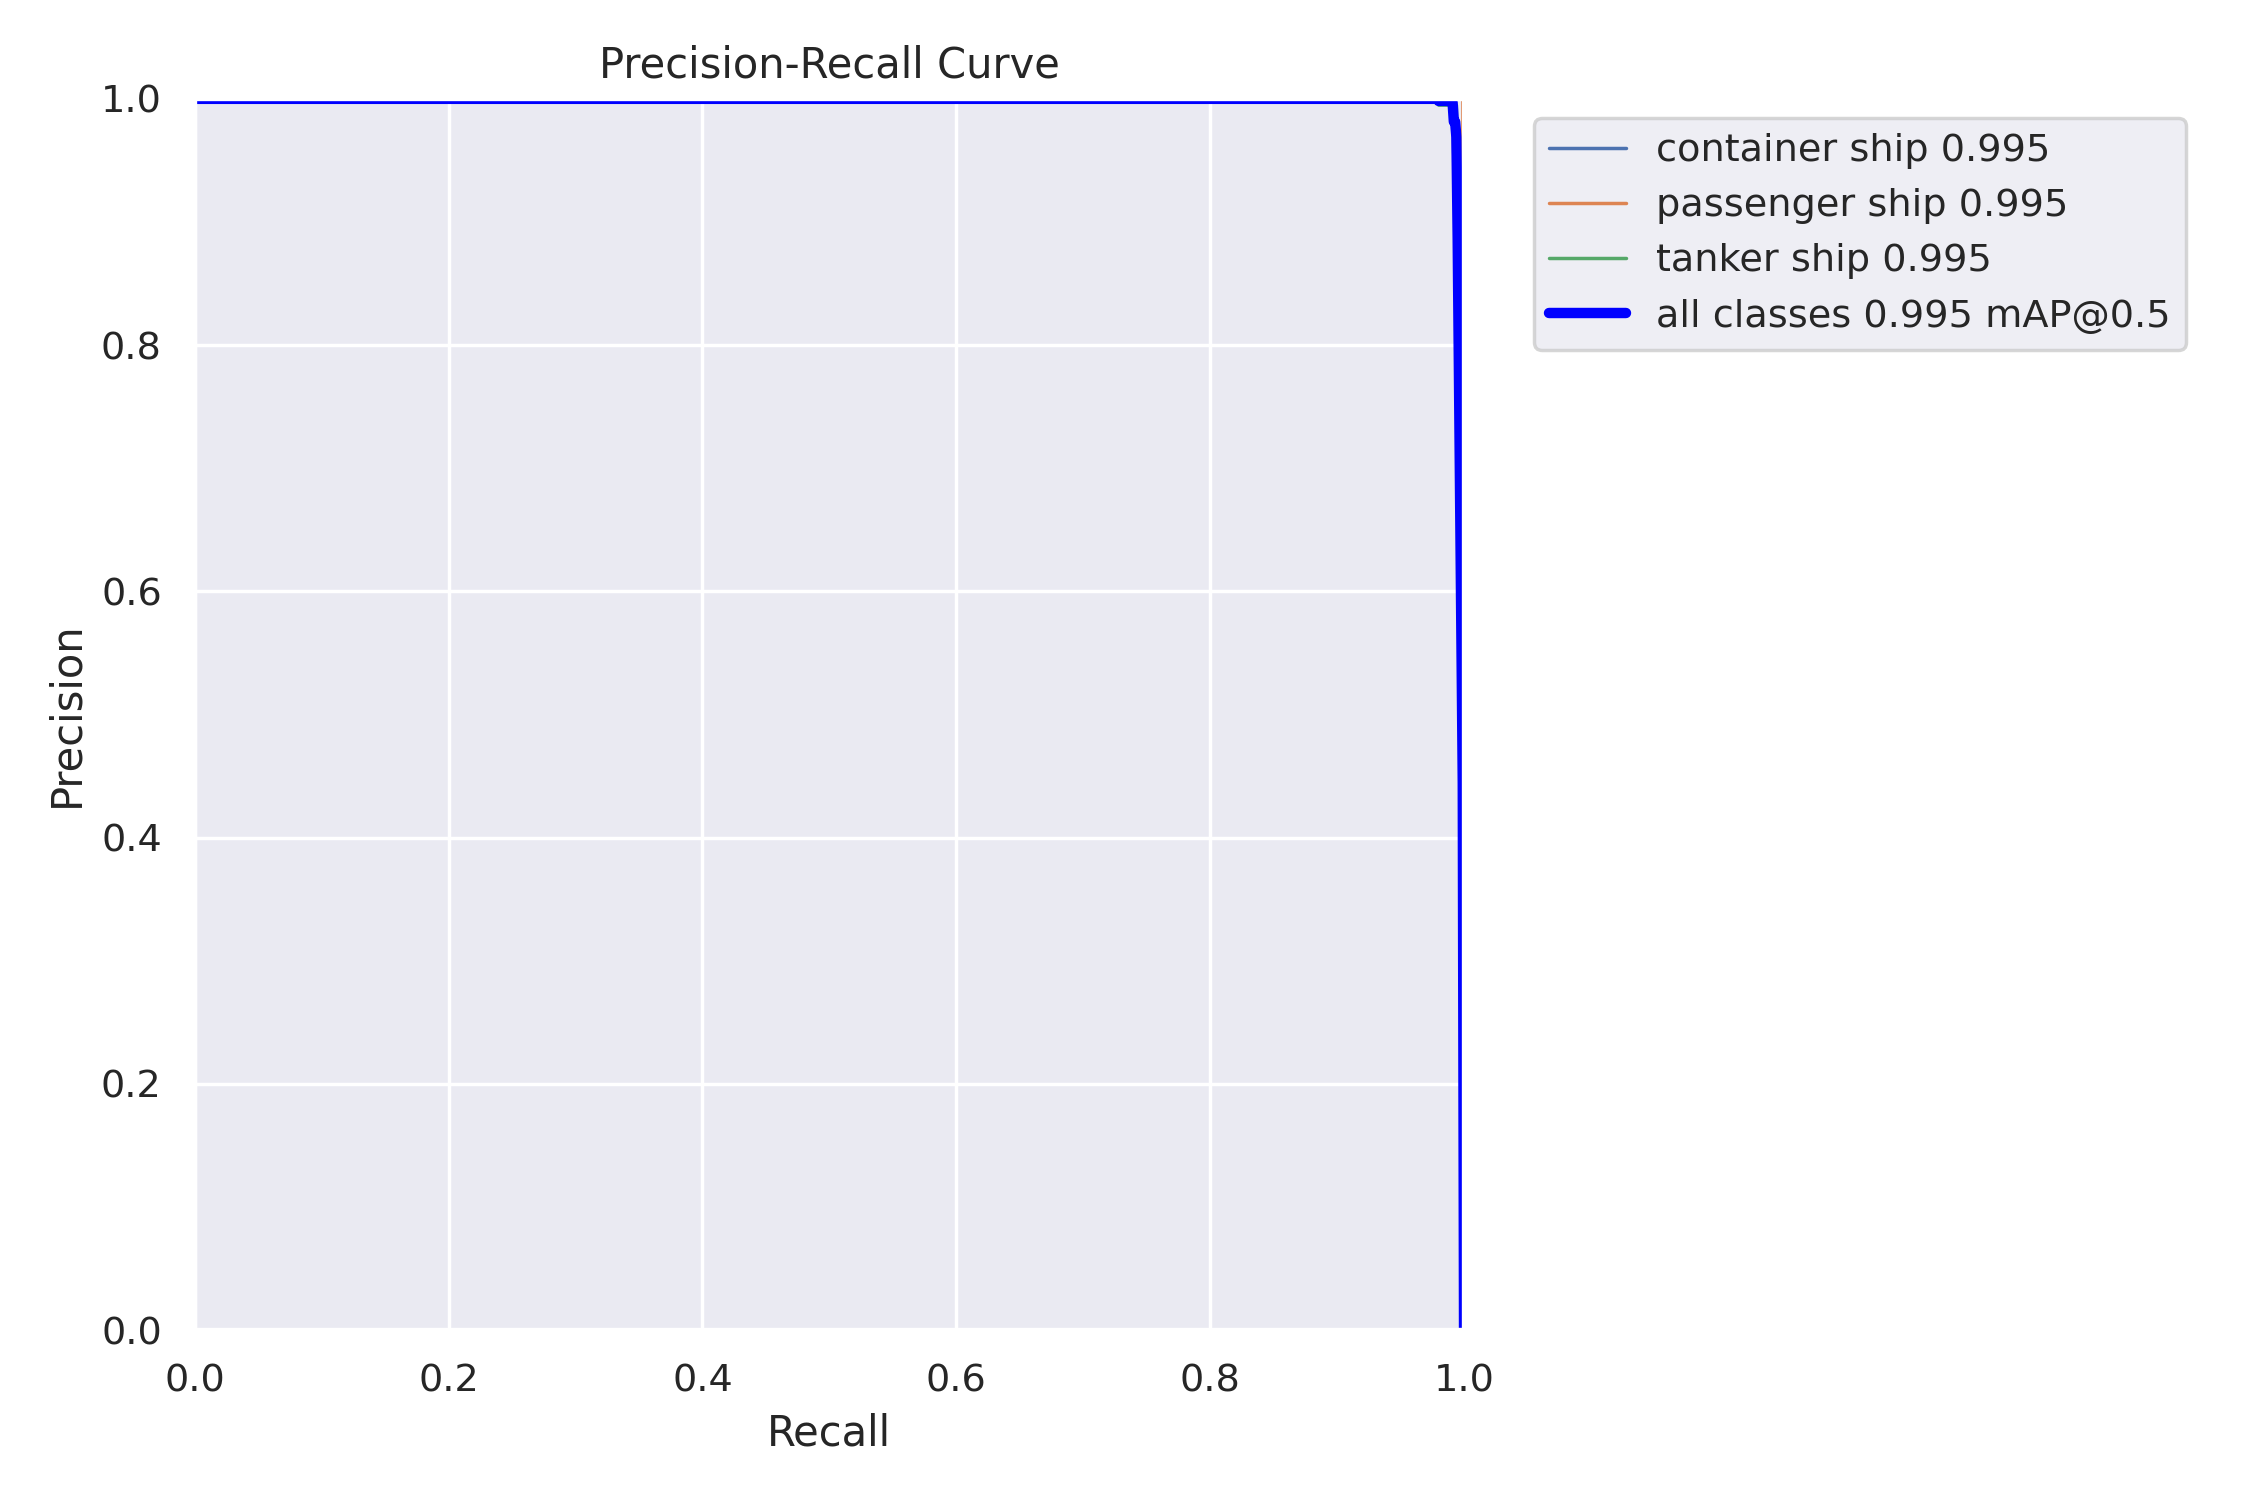 Precision-Recall Curve
1.0
0.8
0.6
0.4
0.2
0.0
Precision
0.0 0.2 0.4 0.6 0.8 1.0
Recall
container ship 0.995
passenger ship 0.995
tanker ship 0.995
all classes 0.995 mAP@0.5